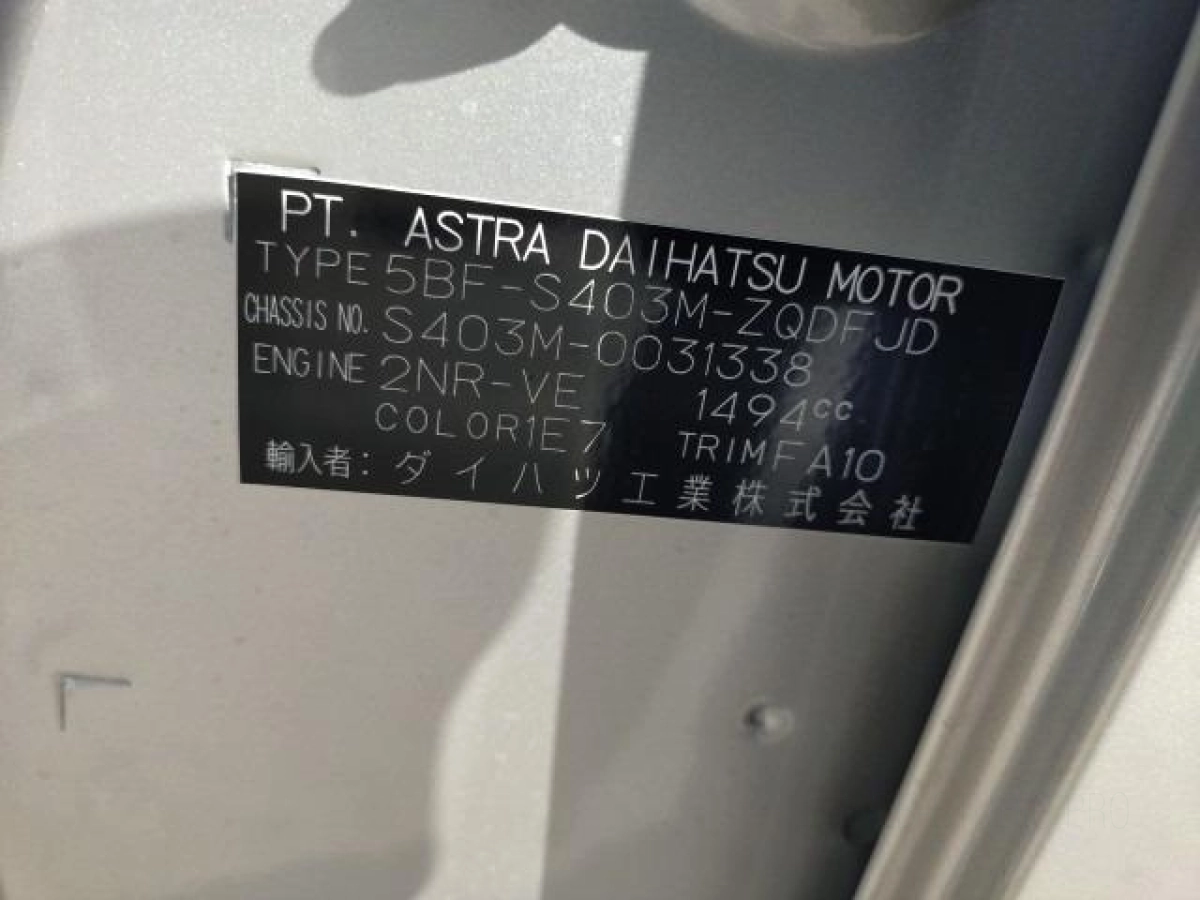 PT. ASTRA DAIHATSU MOTOR
TYPE 5BF-S403M-ZQDFJD
CHASSIS NO. S403M-0031338
ENGINE 2NR-VE 1494cc
COLOR 1E7 TRIM FA10
輸入者：ダイハツ工業株式会社